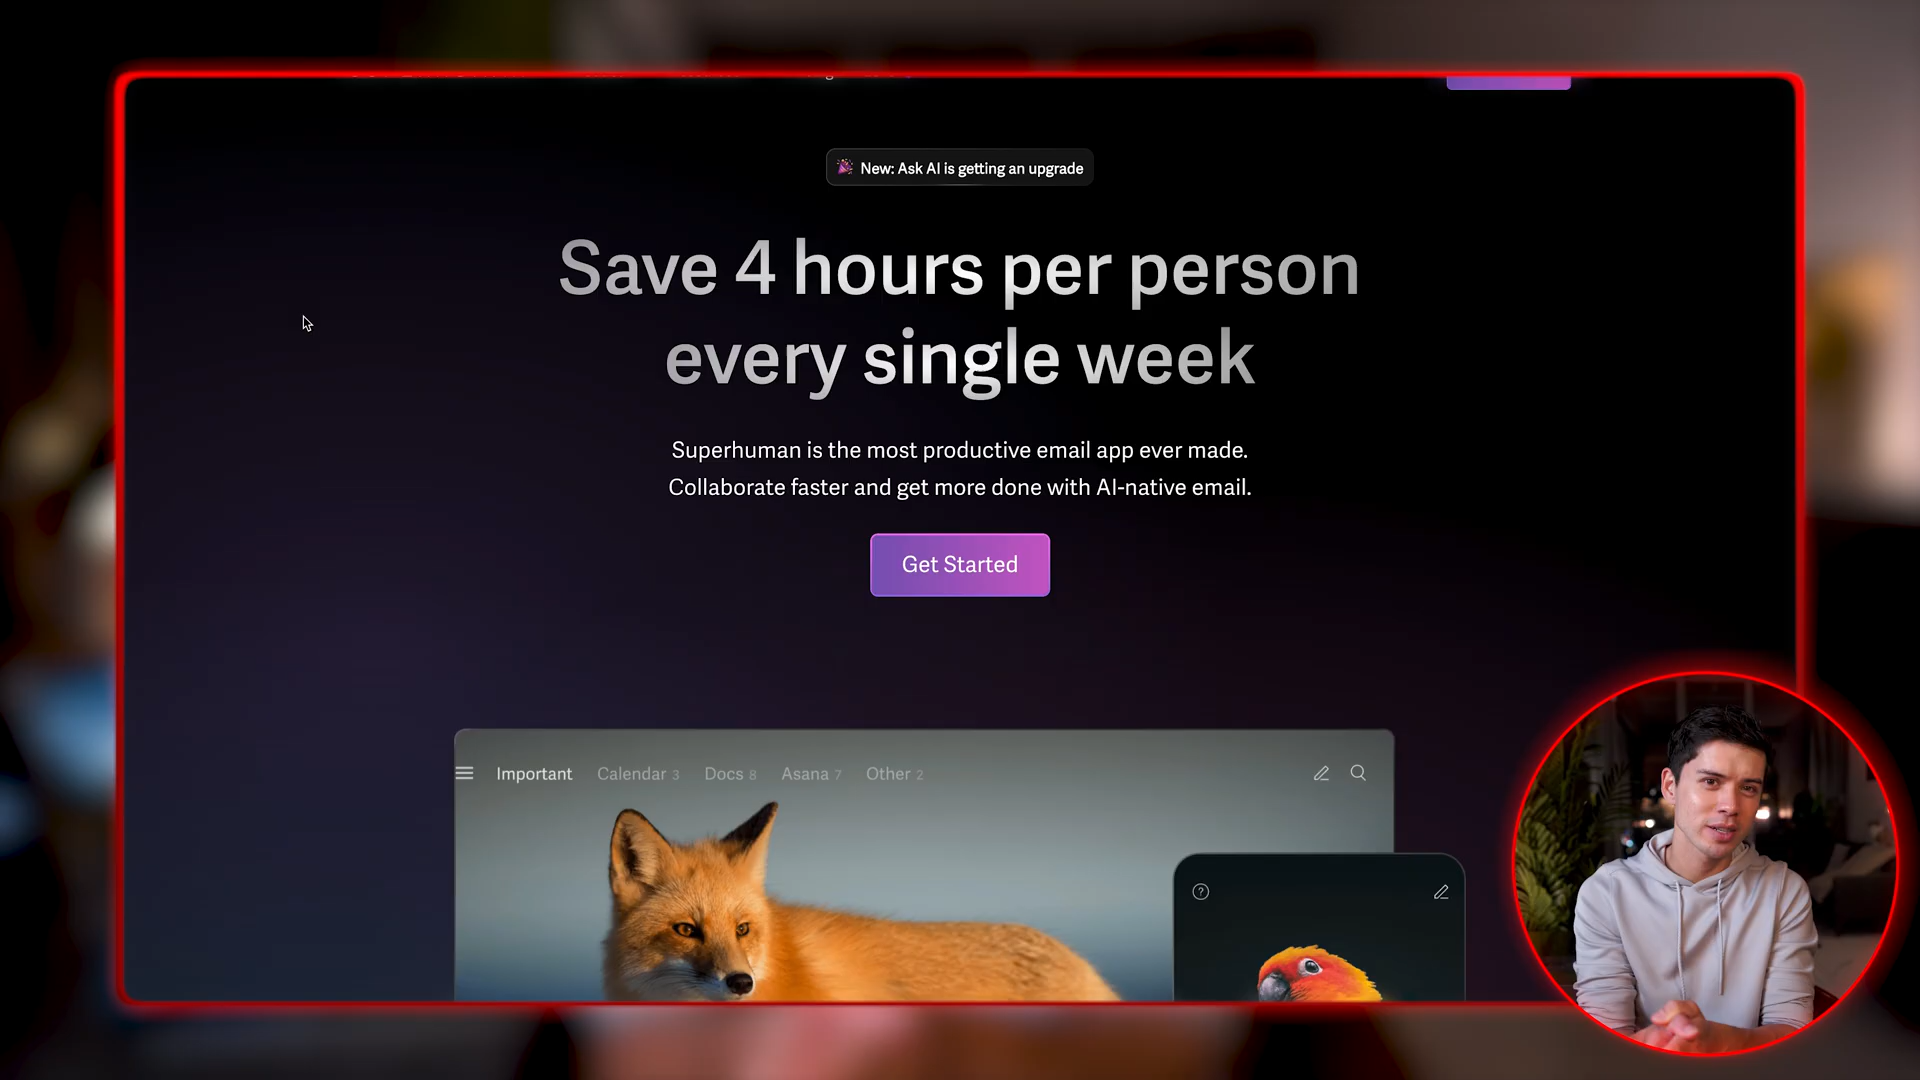 New: Ask AI is getting an upgrade
Save 4 hours per person
every single week
Superhuman is the most productive email app ever made.
Collaborate faster and get more done with AI-native email.
Get Started
Important Calendar 3 Docs 8 Asana 7 Other 2